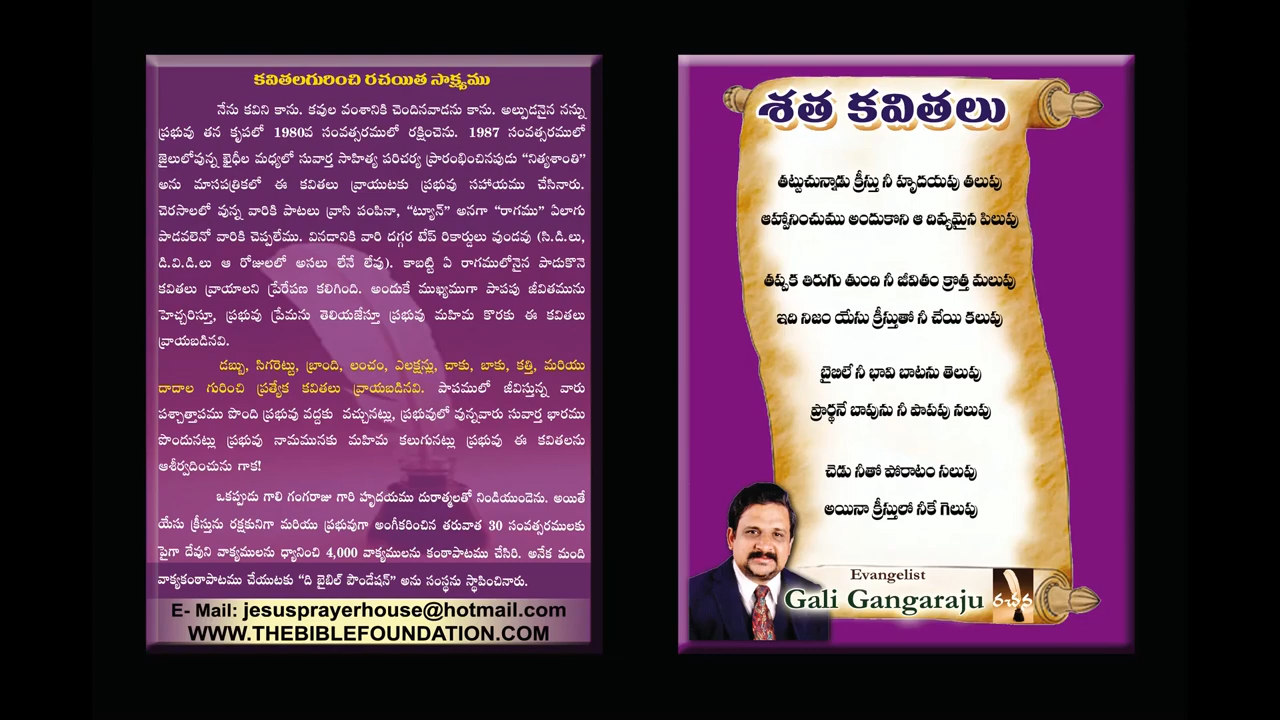 కవితలగురించి రచయిత సాక్ష్యము
నేను కవిని కాను. కవుల వంశానికి చెందినవాడను కాను. అల్పుడనైన నన్ను
ప్రభువు తన కృపలో 1980వ సంవత్సరములో రక్షించెను. 1987 సంవత్సరములో
జైలులోవున్న ఖైధీల మధ్యలో సువార్త సాహిత్య పరిచర్య ప్రారంభించినపుడు “నిత్యశాంతి”
అను మాసపత్రికలో ఈ కవితలు వ్రాయుటకు ప్రభువు సహాయము చేసినారు.
చెరసాలలో వున్న వారికి పాటలు వ్రాసి పంపినా, “ట్యూన్” అనగా “రాగము” ఏలాగు
పాడవలెనో వారికి చెప్పలేము. వినడానికి వారి దగ్గర టేప్ రికార్డులు వుండవు (సి.డి.లు,
డి.వి.డి.లు ఆ రోజులలో అసలు లేనే లేవు). కాబట్టి ఏ రాగములోనైన పాడుకొనె
కవితలు వ్రాయాలని ప్రేరేపణ కలిగింది. అందుకే ముఖ్యముగా పాపపు జీవితమును
హెచ్చరిస్తూ, ప్రభువు ప్రేమను తెలియజేస్తూ ప్రభువు మహిమ కొరకు ఈ కవితలు
వ్రాయబడినవి.
డబ్బు, సిగరెట్టు, బ్రాంది, లంచం, ఎలక్షన్లు, చాకు, బాకు, కత్తి, మరియు
దాదాల గురించి ప్రత్యేక కవితలు వ్రాయబడినవి. పాపములో జీవిస్తున్న వారు
పశ్చాత్తాపము పొంది ప్రభువు వద్దకు వచ్చునట్లు, ప్రభువులో వున్నవారు సువార్త భారము
పొందునట్లు ప్రభువు నామమునకు మహిమ కలుగునట్లు ప్రభువు ఈ కవితలను
ఆశీర్వదించును గాక!
ఒకప్పుడు గాలి గంగరాజు గారి హృదయము దురాత్మలతో నిండియుండెను. అయితే
యేసు క్రీస్తును రక్షకునిగా మరియు ప్రభువుగా అంగీకరించిన తరువాత 30 సంవత్సరములకు
పైగా దేవుని వాక్యములను ధ్యానించి 4,000 వాక్యములను కంఠాపాటము చేసిరి. అనేక మంది
వాక్యకంఠాపాటము చేయుటకు “ది బైబిల్ ఫౌండేషన్” అను సంస్థను స్థాపించినారు.
E- Mail: jesusprayerhouse@hotmail.com
WWW.THEBIBLEFOUNDATION.COM
శత కవితలు
తట్టుచున్నాడు క్రీస్తు నీ హృదయపు తలుపు
ఆహ్వానించుము అందుకొని ఆ దివ్యమైన పిలుపు
తప్పక తిరుగు తుంది నీ జీవితం క్రొత్త మలుపు
ఇది నిజం యేసు క్రీస్తుతో నీ చేయి కలుపు
బైబిలే నీ భావి బాటను తెలుపు
ప్రార్థనే బాపును నీ పాపపు నలుపు
చెడు నీతో పోరాటం సలుపు
అయినా క్రీస్తులో నీకే గెలుపు
Evangelist
Gali Gangaraju రచన